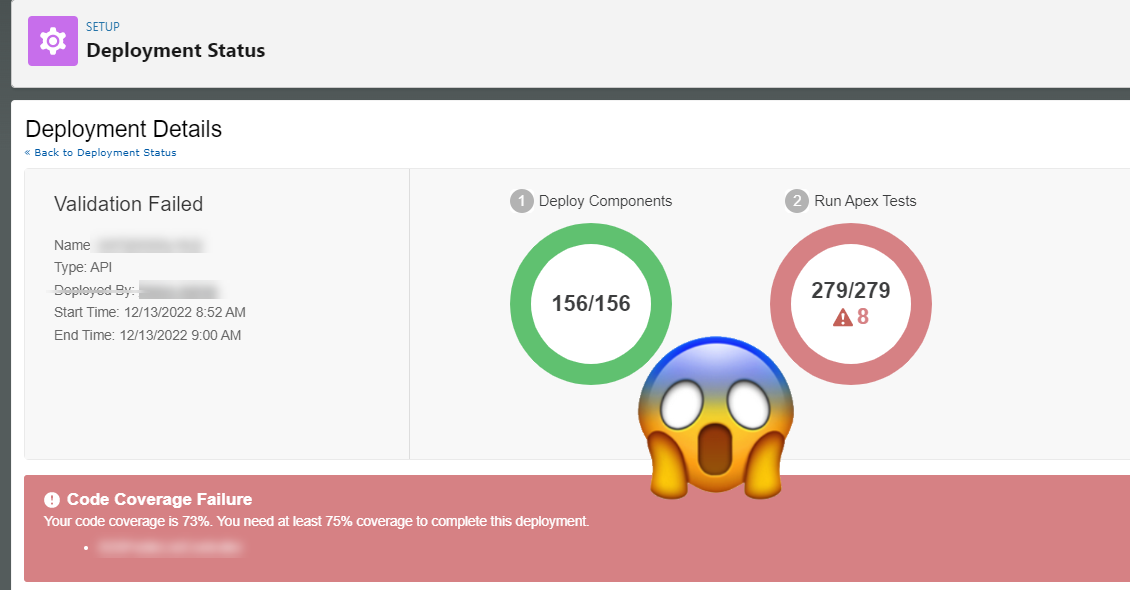 SETUP
Deployment Status
Deployment Details
« Back to Deployment Status
Validation Failed
Name
Type: API
Deployed By:
Start Time: 12/13/2022 8:52 AM
End Time: 12/13/2022 9:00 AM
1 Deploy Components
156/156
2 Run Apex Tests
279/279
8
Code Coverage Failure
Your code coverage is 73%. You need at least 75% coverage to complete this deployment.